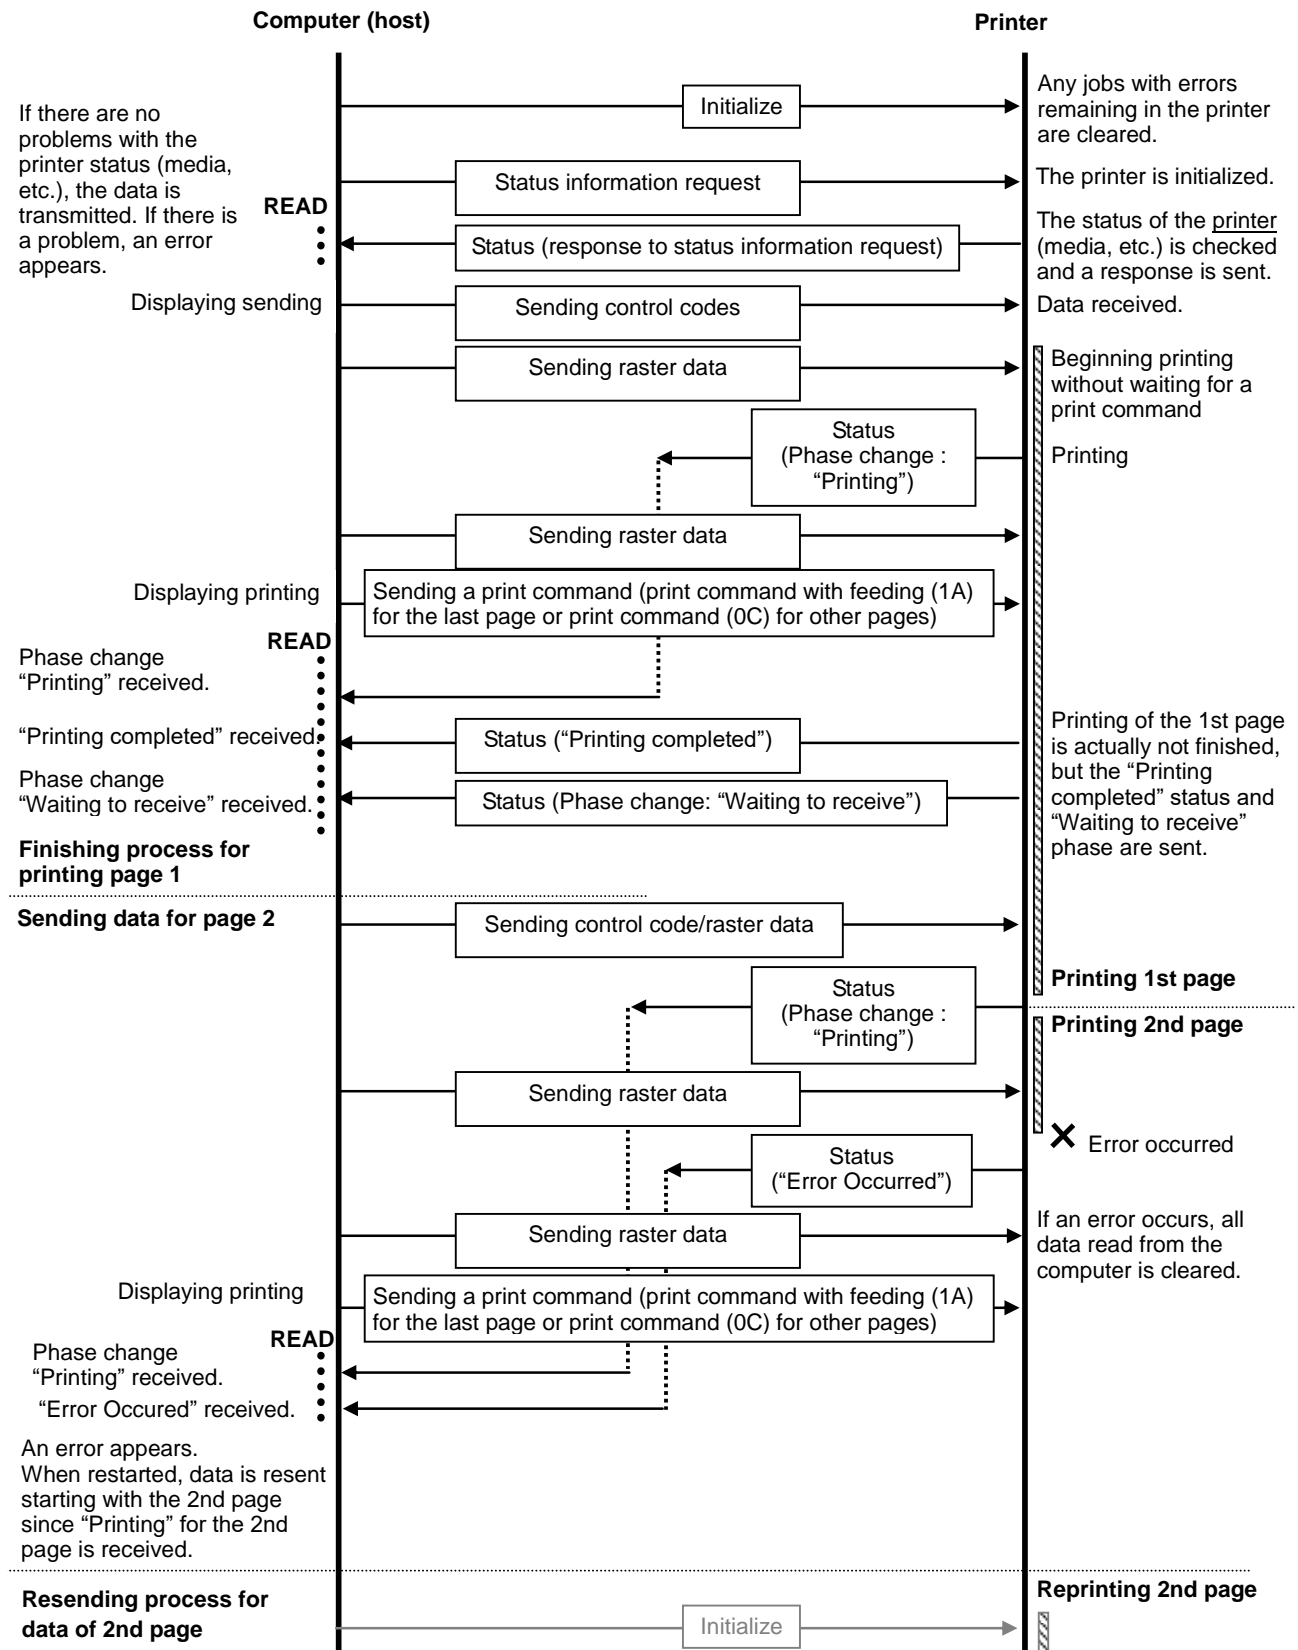 Computer (host)
Printer
Any jobs with errors
remaining in the printer
are cleared.
Initialize
If there are no
problems with the
printer status (media,
etc.), the data is
transmitted. If there is
a problem, an error
appears.
Status information request
The printer is initialized.
READ
Status (response to status information request)
The status of the printer
(media, etc.) is checked
and a response is sent.
Displaying sending
Sending control codes
Data received.
Sending raster data
Beginning printing
without waiting for a
print command
Status
(Phase change :
“Printing”)
Printing
Sending raster data
Displaying printing
Sending a print command (print command with feeding (1A)
for the last page or print command (0C) for other pages)
READ
Phase change
“Printing” received.
“Printing completed” received.
Status (“Printing completed”)
Phase change
“Waiting to receive” received.
Status (Phase change: “Waiting to receive”)
Printing of the 1st page
is actually not finished,
but the “Printing
completed” status and
“Waiting to receive”
phase are sent.
Finishing process for
printing page 1
Sending data for page 2
Sending control code/raster data
Printing 1st page
Status
(Phase change :
“Printing”)
Printing 2nd page
Sending raster data
Error occurred
Status
(“Error Occurred”)
Sending raster data
If an error occurs, all
data read from the
computer is cleared.
Displaying printing
Sending a print command (print command with feeding (1A)
for the last page or print command (0C) for other pages)
READ
Phase change
“Printing” received.
“Error Occured” received.
An error appears.
When restarted, data is resent
starting with the 2nd page
since “Printing” for the 2nd
page is received.
Resending process for
data of 2nd page
Initialize
Reprinting 2nd page